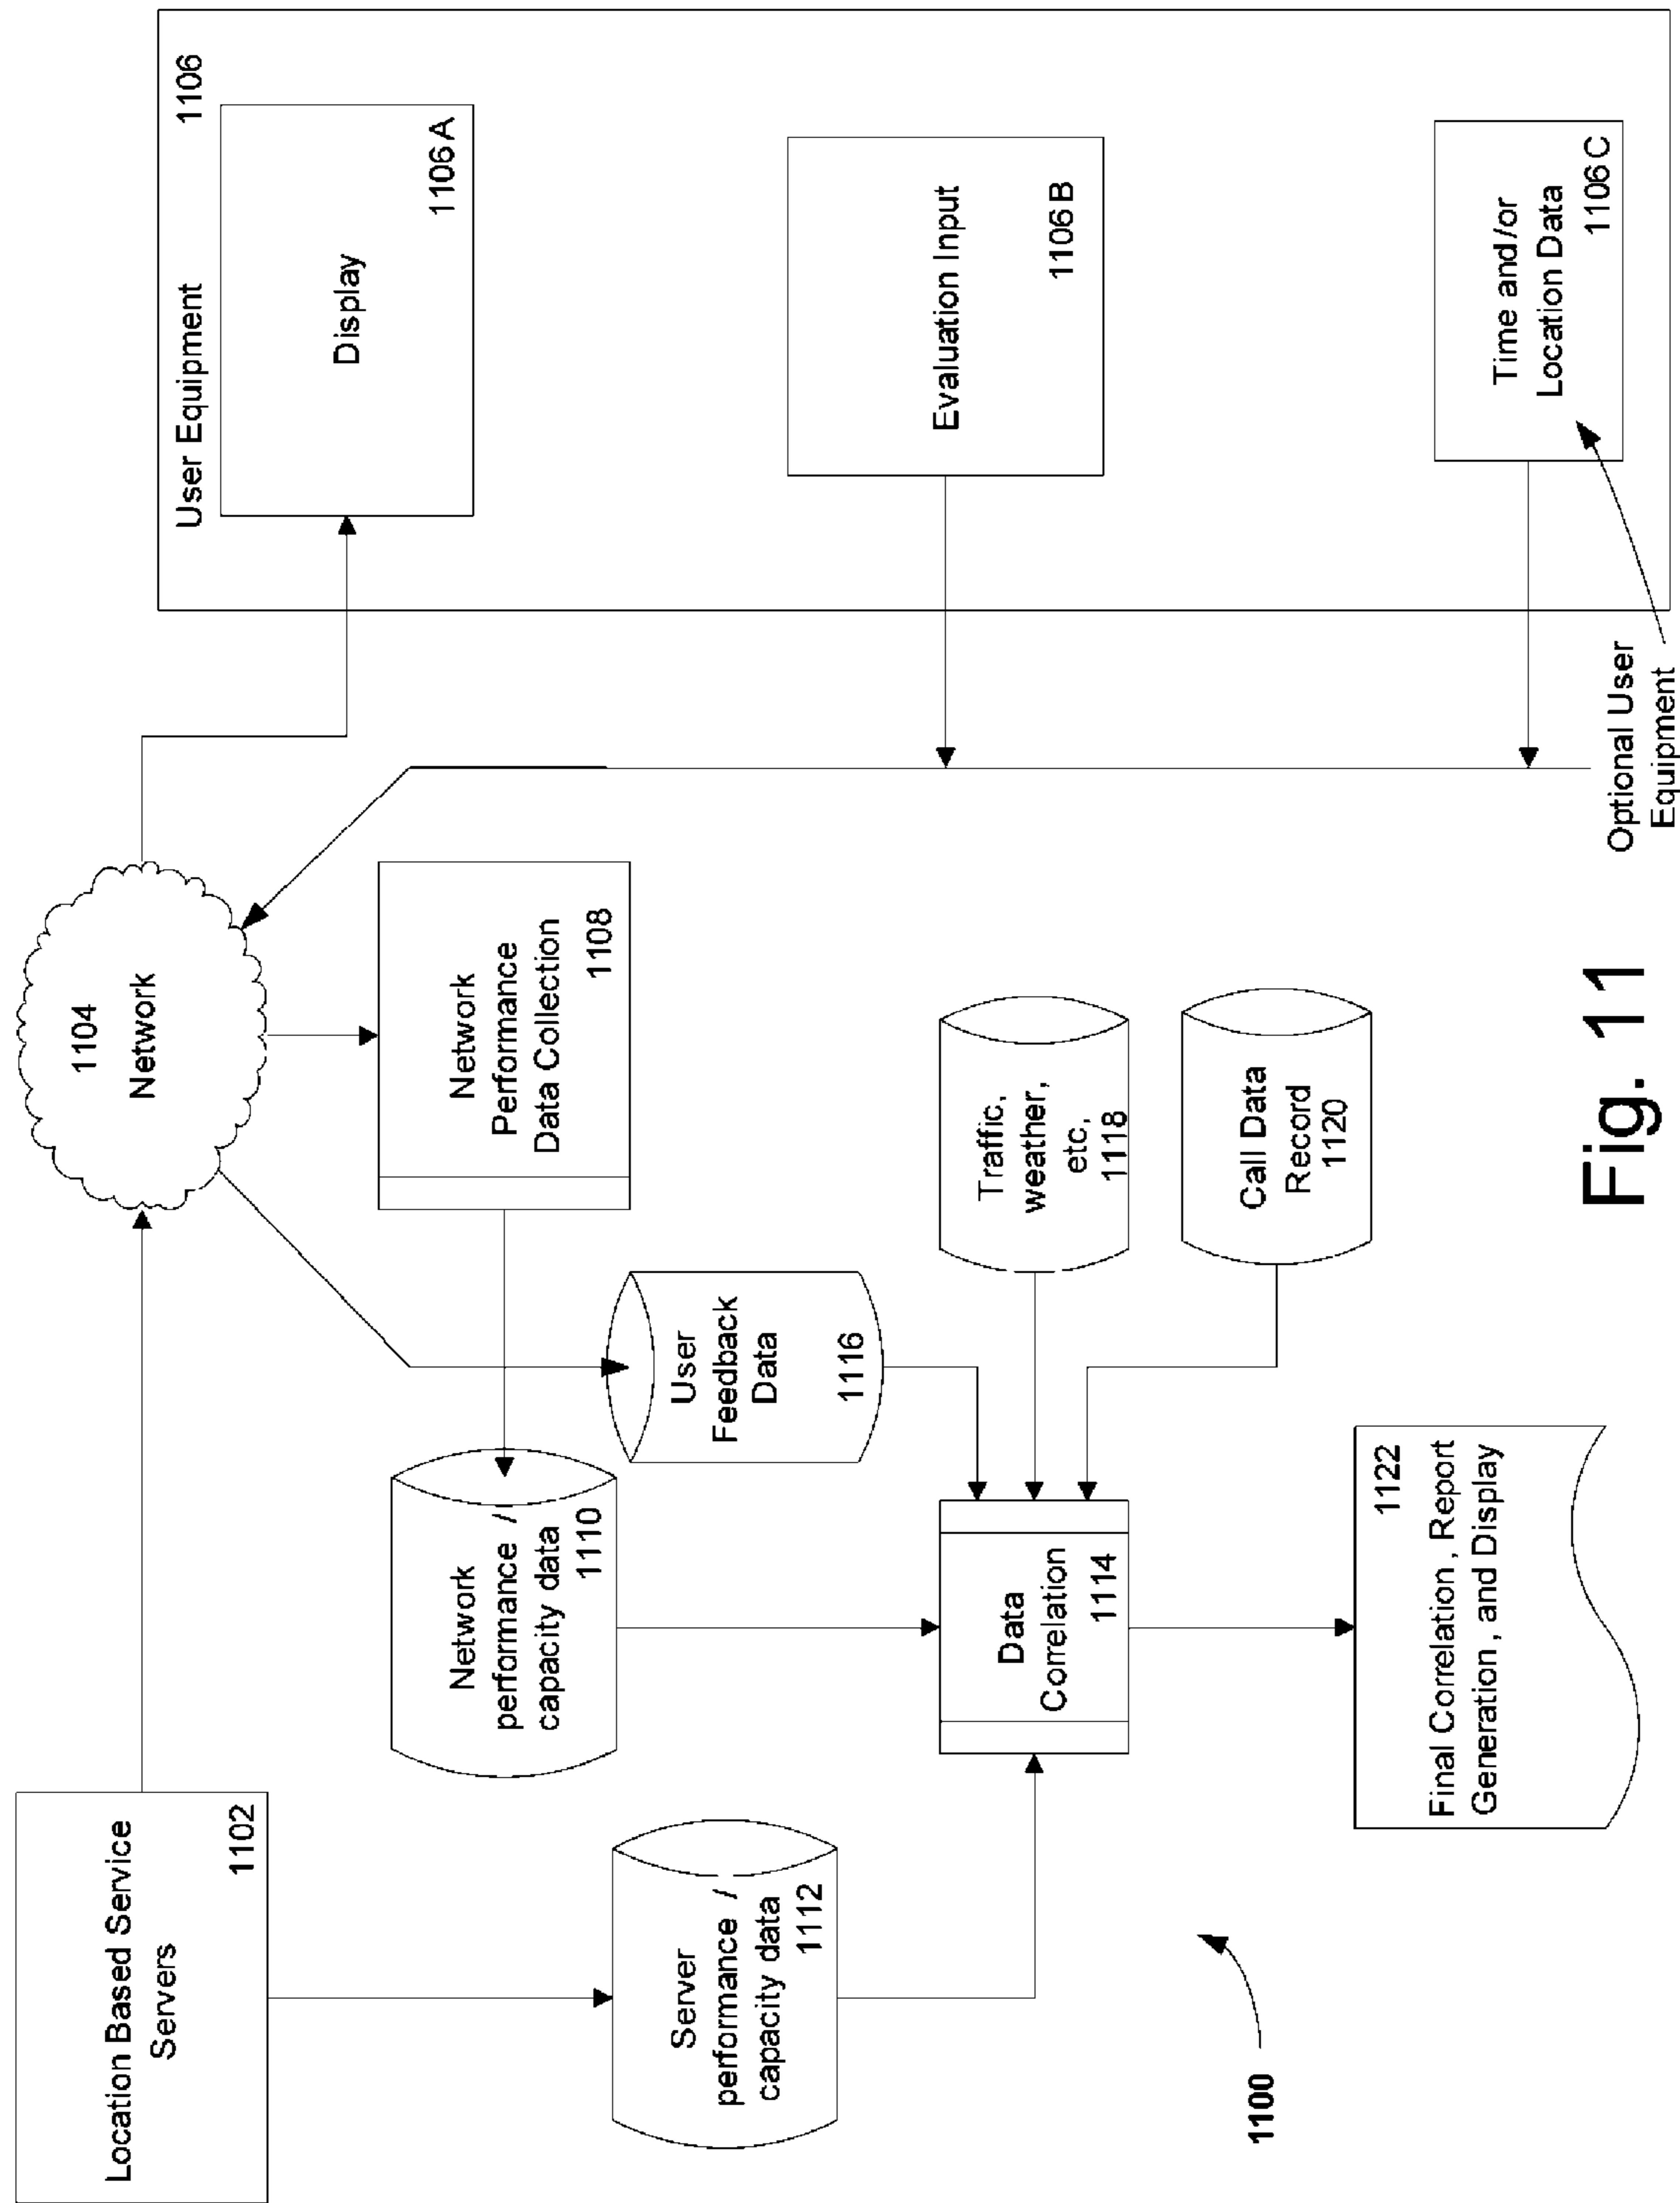 Location Based Service
Servers
1102
1104
Network
User Equipment
1106
Display
1106A
Network
Performance
Data Collection
1108
Evaluation Input
1106B
Time and/or
Location Data
1106C
Optional User
Equipment
Network
performance /
capacity data
1110
User
Feedback
Data
1116
Server
performance /
capacity data
1112
Data
Correlation
1114
Traffic,
weather,
etc,
1118
Call Data
Record
1120
1122
Final Correlation, Report
Generation, and Display
1100
Fig. 11